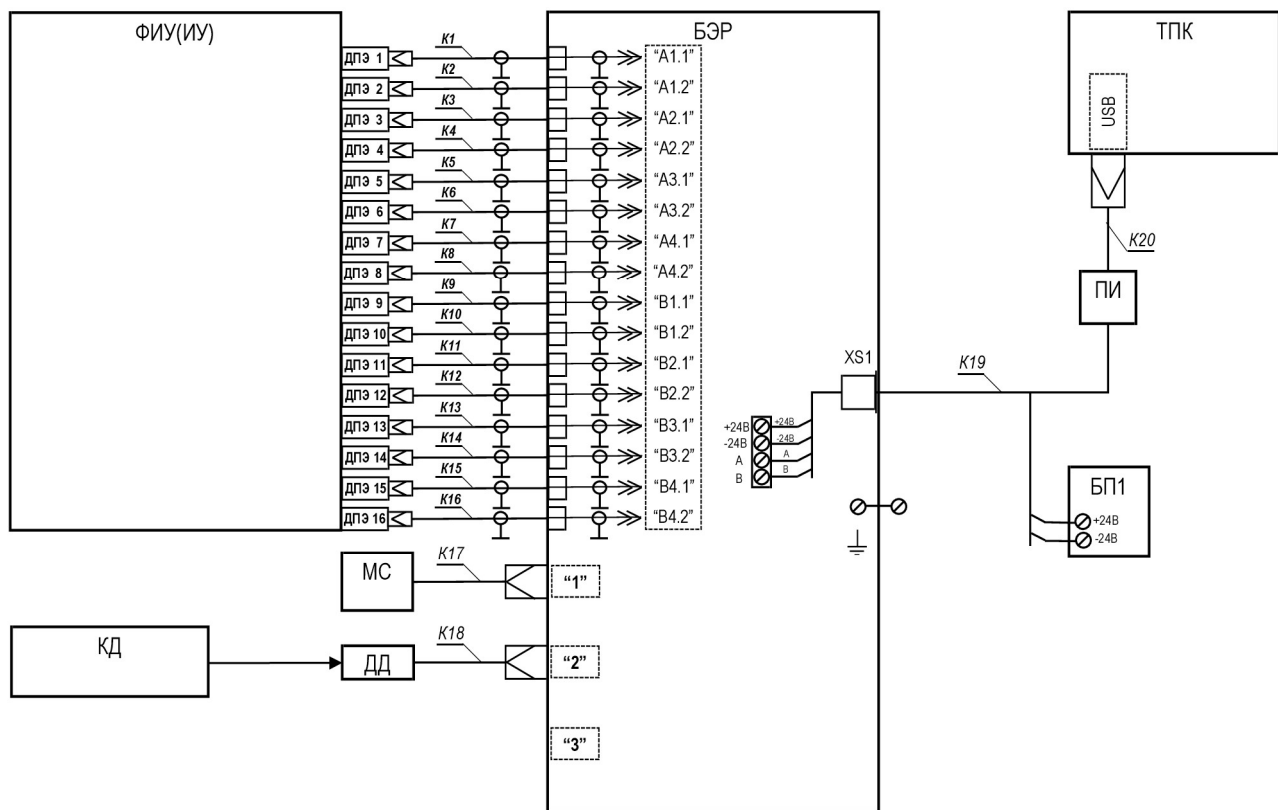 ФИУ(ИУ)
БЭР
ТПК
ДПЭ 1
К1
"А1.1"
ДПЭ 2
К2
"А1.2"
ДПЭ 3
К3
"А2.1"
ДПЭ 4
К4
"А2.2"
ДПЭ 5
К5
"А3.1"
ДПЭ 6
К6
"А3.2"
ДПЭ 7
К7
"А4.1"
ДПЭ 8
К8
"А4.2"
ДПЭ 9
К9
"В1.1"
ДПЭ 10
К10
"В1.2"
ДПЭ 11
К11
"В2.1"
ДПЭ 12
К12
"В2.2"
ДПЭ 13
К13
"В3.1"
ДПЭ 14
К14
"В3.2"
ДПЭ 15
К15
"В4.1"
ДПЭ 16
К16
"В4.2"
USB
К20
ПИ
XS1
К19
+24В
+24В
-24В
-24В
А
А
В
В
БП1
+24В
-24В
МС
К17
"1"
КД
ДД
К18
"2"
"3"